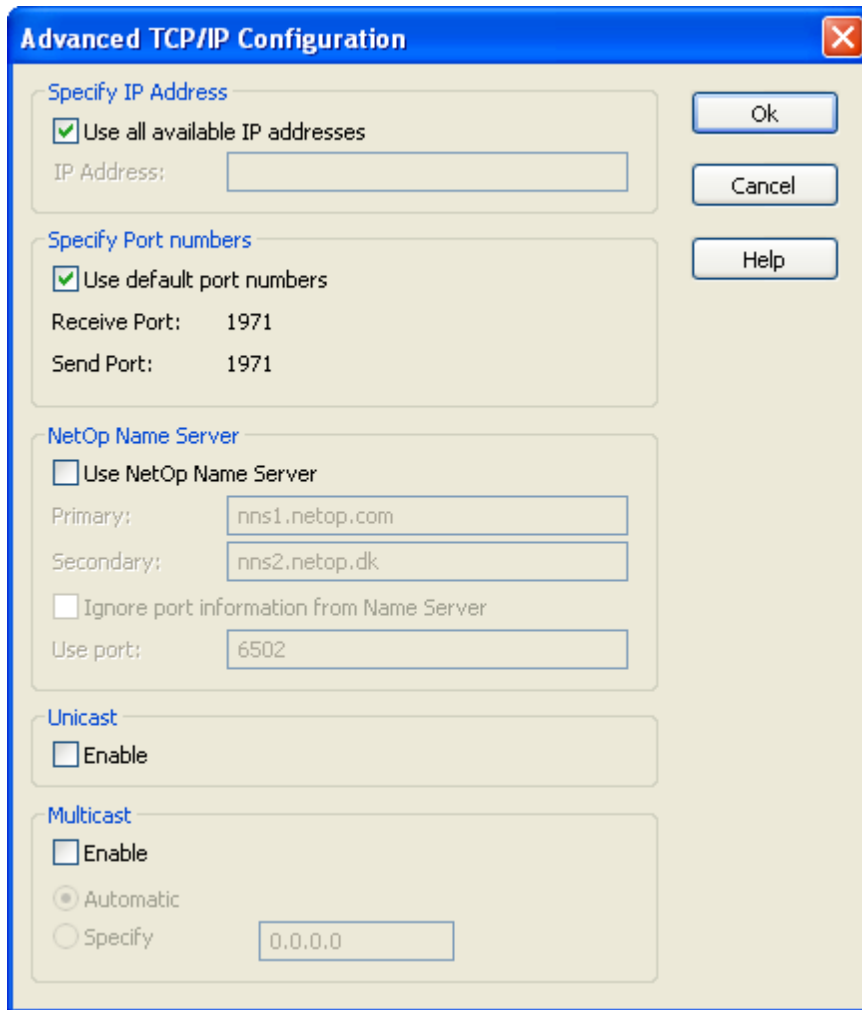 Advanced TCP/IP Configuration
Specify IP Address
Use all available IP addresses
IP Address:
Ok
Cancel
Help
Specify Port numbers
Use default port numbers
Receive Port: 1971
Send Port: 1971
NetOp Name Server
Use NetOp Name Server
Primary: nns1.netop.com
Secondary: nns2.netop.dk
Ignore port information from Name Server
Use port: 6502
Unicast
Enable
Multicast
Enable
Automatic
Specify 0.0.0.0